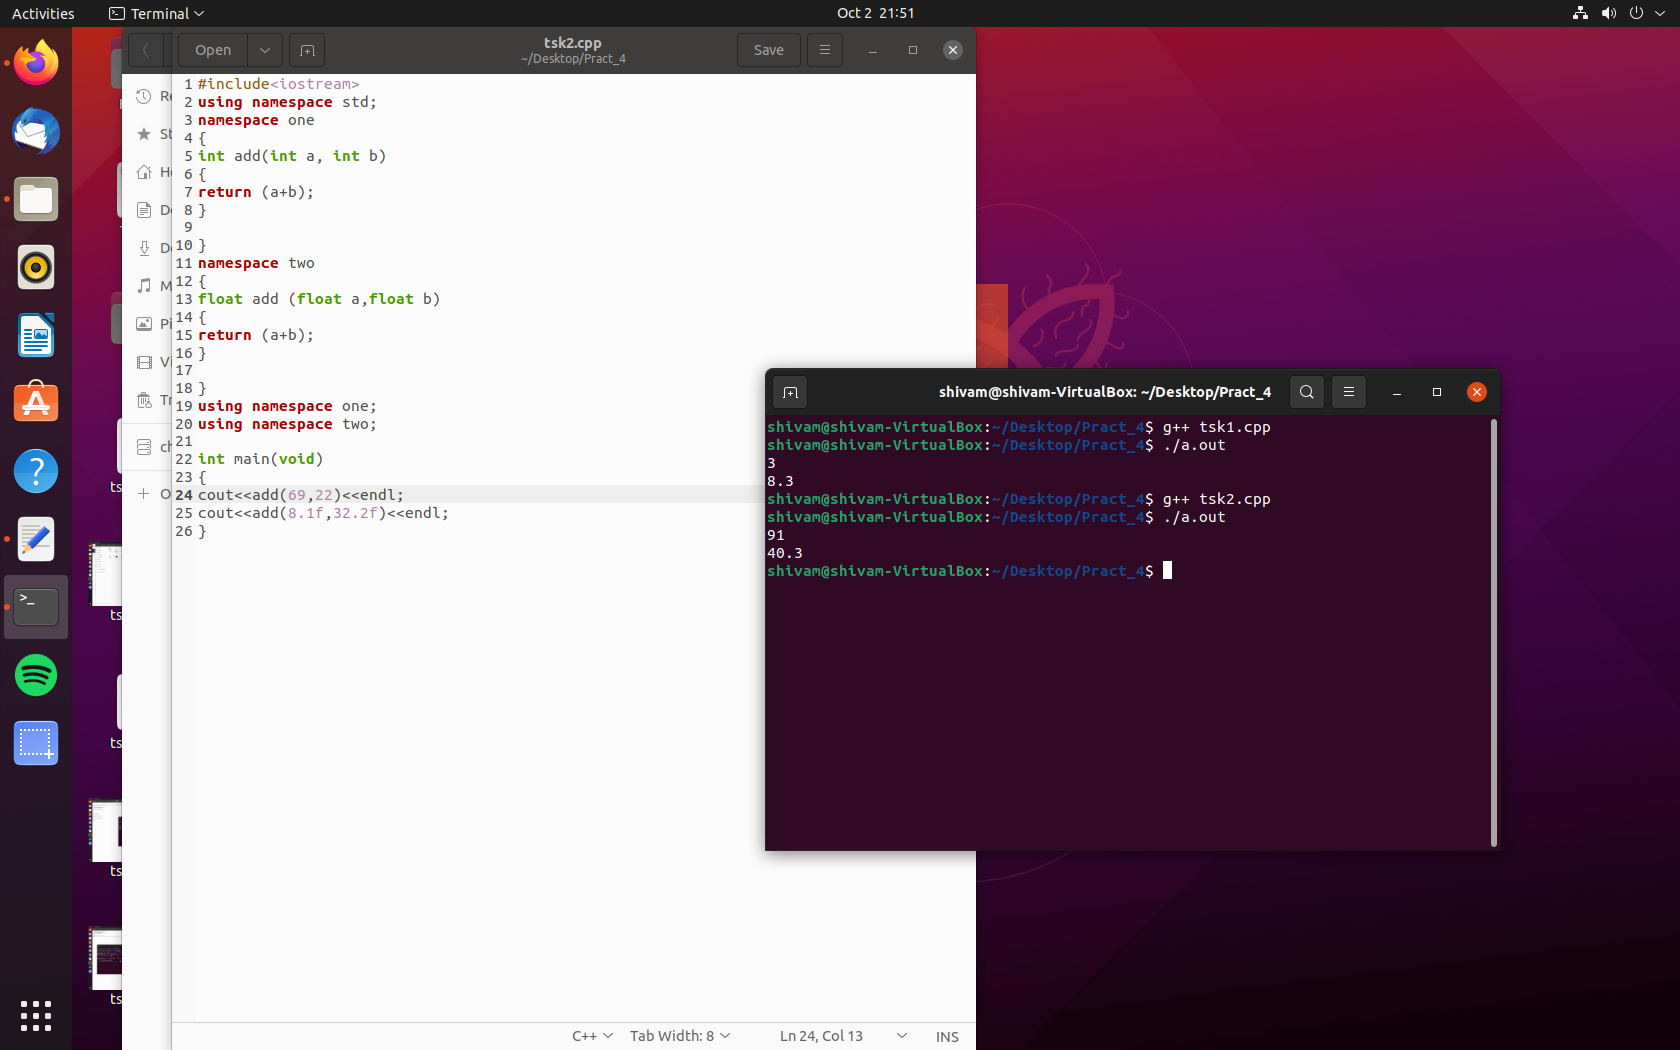 Activities
Terminal
Oct 2 21:51
Open
tsk2.cpp
~/Desktop/Pract_4
Save
Re
St
He
De
M
Pi
Vi
Tr
ch
O
1 #include<iostream>
2 using namespace std;
3 namespace one
4 {
5 int add(int a, int b)
6 {
7 return (a+b);
8 }
9
10 }
11 namespace two
12 {
13 float add (float a,float b)
14 {
15 return (a+b);
16 }
17
18 }
19 using namespace one;
20 using namespace two;
21
22 int main(void)
23 {
24 cout<<add(69,22)<<endl;
25 cout<<add(8.1f,32.2f)<<endl;
26 }
C++
Tab Width: 8
Ln 24, Col 13
INS
shivam@shivam-VirtualBox: ~/Desktop/Pract_4
shivam@shivam-VirtualBox:~/Desktop/Pract_4$ g++ tsk1.cpp
shivam@shivam-VirtualBox:~/Desktop/Pract_4$ ./a.out
3
8.3
shivam@shivam-VirtualBox:~/Desktop/Pract_4$ g++ tsk2.cpp
shivam@shivam-VirtualBox:~/Desktop/Pract_4$ ./a.out
91
40.3
shivam@shivam-VirtualBox:~/Desktop/Pract_4$
ts
ts
ts
ts
ts